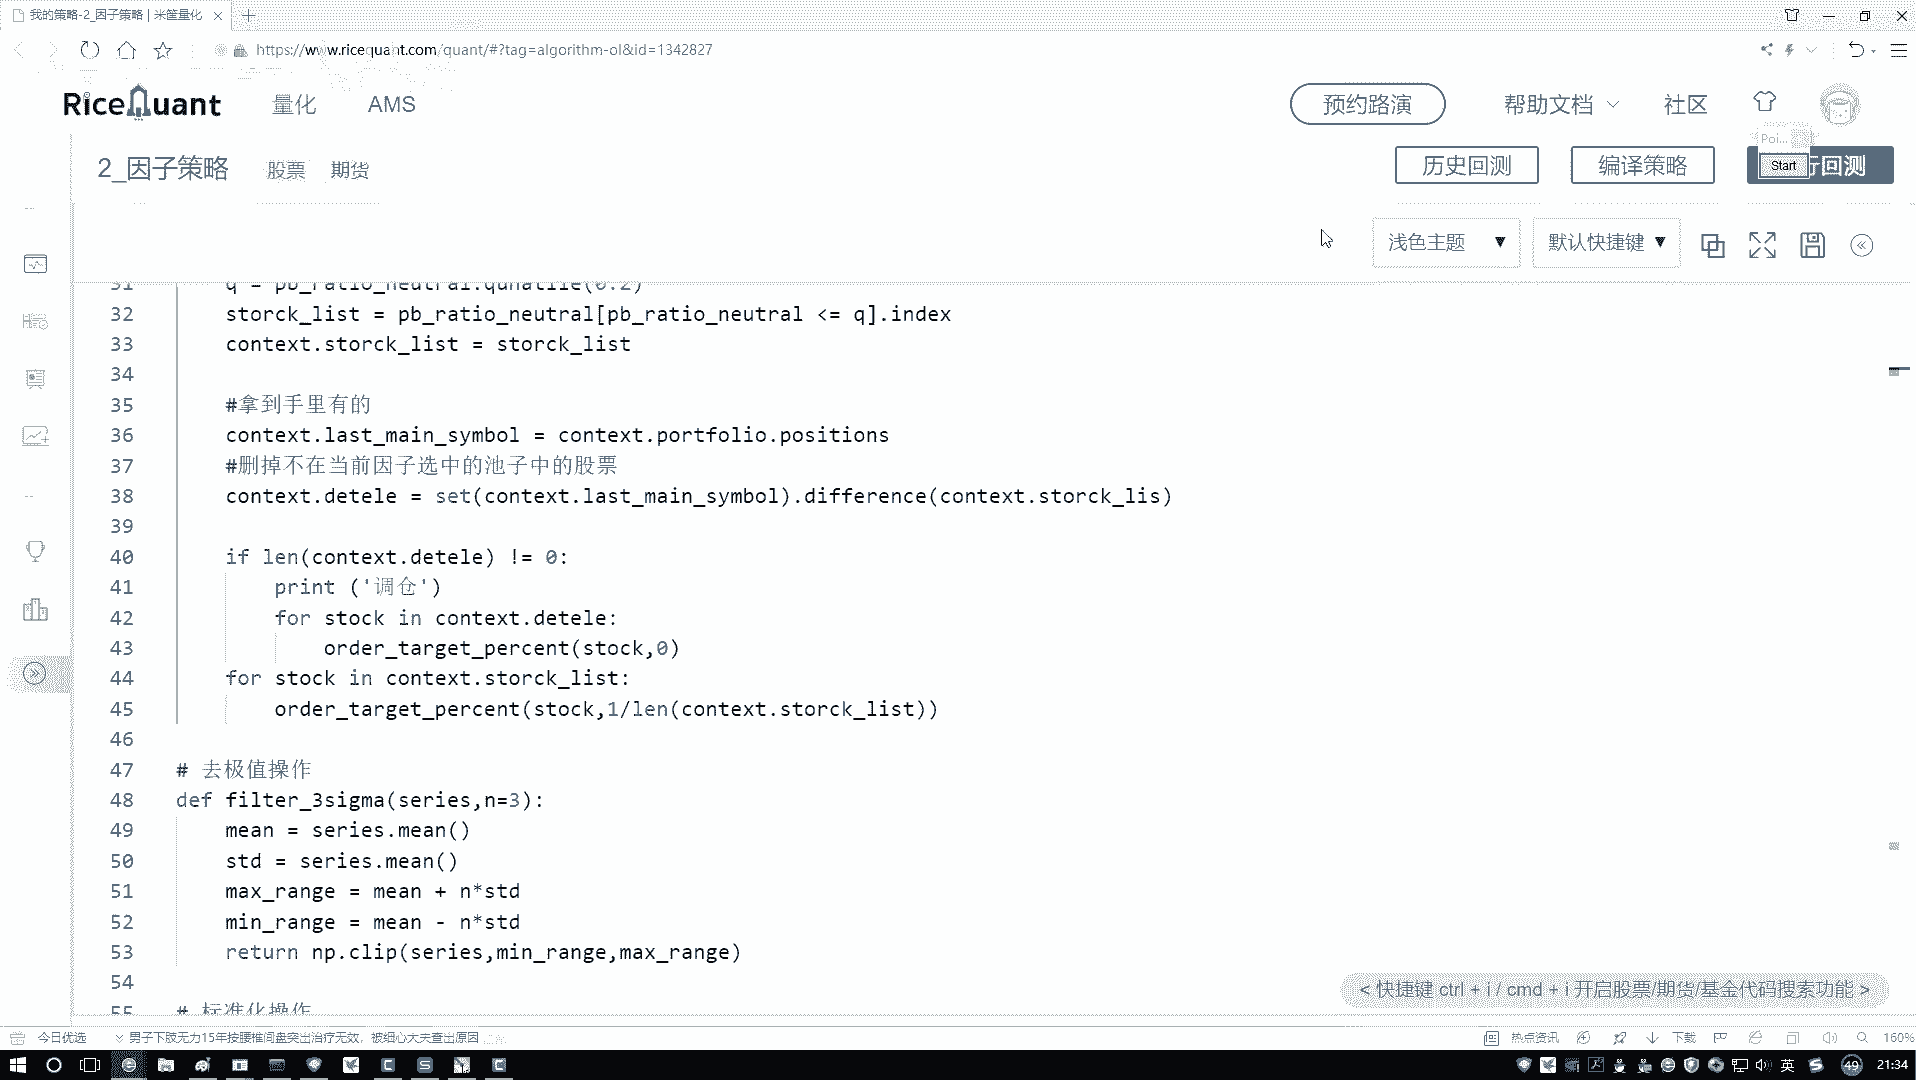 我的策略-2_因子策略 | 米筐量化
https://www.ricequant.com/quant/#?tag=algorithm-ol&id=1342827
RiceQuant 量化 AMS 预约路演 帮助文档 社区
Poi...
2_因子策略 股票 期货 历史回测 编译策略 Start 行回测
浅色主题 ▼ 默认快捷键 ▼
31 q = pb_ratio_neutral.qunatile(0.2)
32 storck_list = pb_ratio_neutral[pb_ratio_neutral <= q].index
33 context.storck_list = storck_list
34
35 #拿到手里有的
36 context.last_main_symbol = context.portfolio.positions
37 #删掉不在当前因子选中的池子中的股票
38 context.detele = set(context.last_main_symbol).difference(context.storck_lis)
39
40 if len(context.detele) != 0:
41 print ('调仓')
42 for stock in context.detele:
43 order_target_percent(stock,0)
44 for stock in context.storck_list:
45 order_target_percent(stock,1/len(context.storck_list))
46
47 # 去极值操作
48 def filter_3sigma(series,n=3):
49 mean = series.mean()
50 std = series.mean()
51 max_range = mean + n*std
52 min_range = mean - n*std
53 return np.clip(series,min_range,max_range)
54
55 # 标准化操作
< 快捷键 ctrl + i / cmd + i 开启股票/期货/基金代码搜索功能 >
今日优选 男子下肢无力15年按腰椎间盘突出治疗无效，被细心大夫查出原因 热点资讯 下载 160%
英 49 21:34